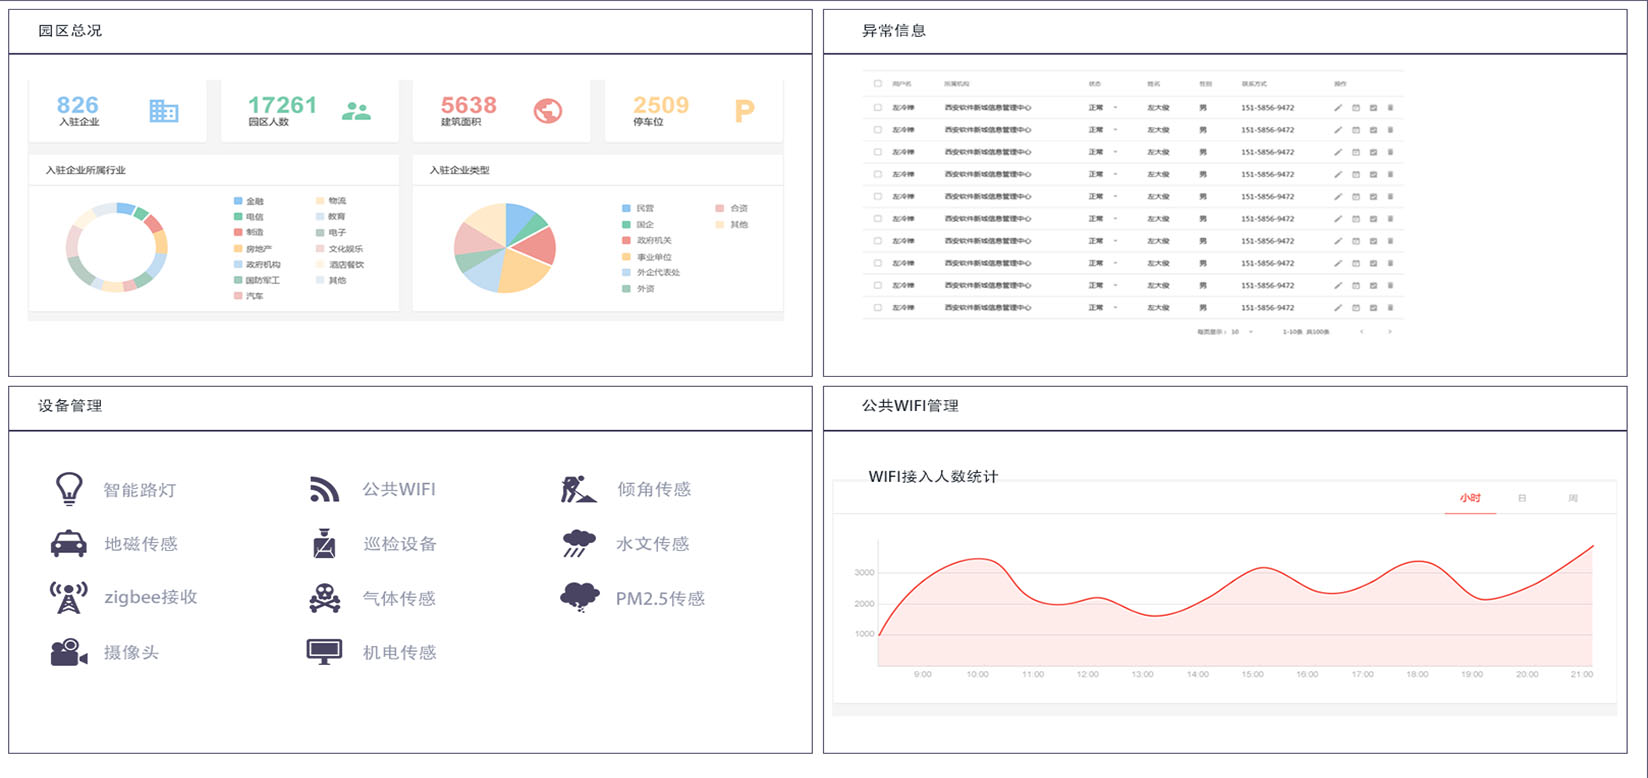 园区总况
826
入驻企业
17261
园区人数
5638
建筑面积
2509
停车位
P
入驻企业所属行业
金融
电信
制造
房地产
政府机构
国防军工
汽车
物流
教育
电子
文化娱乐
酒店餐饮
其他
入驻企业类型
民营
国企
政府机关
事业单位
外企代表处
外资
合资
其他
异常信息
用户名 所属机构 状态 姓名 性别 联系方式 操作
左冷禅 西安软件新城信息管理中心 正常 左大俊 男 151-5856-9472
左冷禅 西安软件新城信息管理中心 正常 左大俊 男 151-5856-9472
左冷禅 西安软件新城信息管理中心 正常 左大俊 男 151-5856-9472
左冷禅 西安软件新城信息管理中心 正常 左大俊 男 151-5856-9472
左冷禅 西安软件新城信息管理中心 正常 左大俊 男 151-5856-9472
左冷禅 西安软件新城信息管理中心 正常 左大俊 男 151-5856-9472
左冷禅 西安软件新城信息管理中心 正常 左大俊 男 151-5856-9472
左冷禅 西安软件新城信息管理中心 正常 左大俊 男 151-5856-9472
左冷禅 西安软件新城信息管理中心 正常 左大俊 男 151-5856-9472
左冷禅 西安软件新城信息管理中心 正常 左大俊 男 151-5856-9472
每页显示： 10 1-10条 共100条
设备管理
智能路灯 公共WIFI 倾角传感
地磁传感 巡检设备 水文传感
zigbee接收 气体传感 PM2.5传感
摄像头 机电传感
公共WIFI管理
WIFI接入人数统计
小时 日 周
3000
2000
1000
9:00 10:00 11:00 12:00 13:00 14:00 15:00 16:00 17:00 18:00 19:00 20:00 21:00